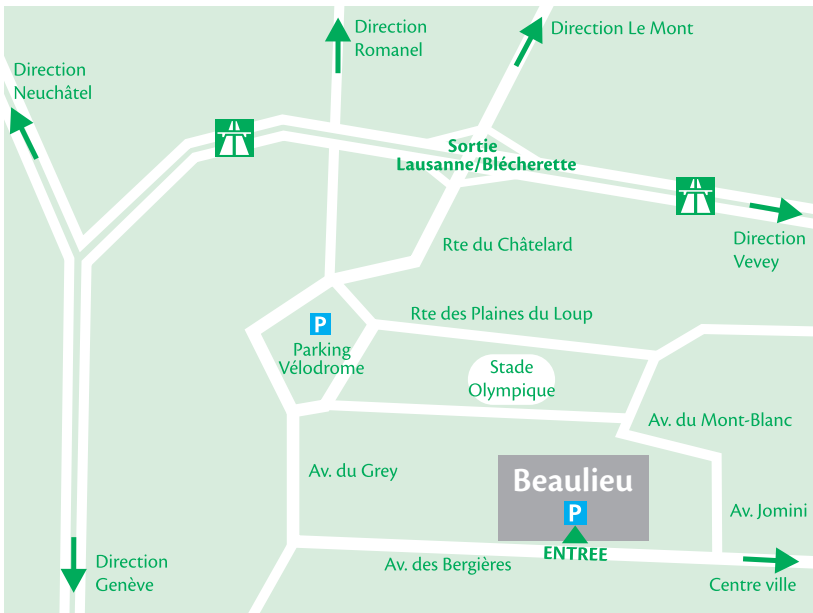 Direction
Romanel
Direction Le Mont
Direction
Neuchâtel
Sortie
Lausanne/Blécherette
Rte du Châtelard
Direction
Vevey
Rte des Plaines du Loup
P
Parking
Vélodrome
Stade
Olympique
Av. du Mont-Blanc
Av. du Grey
Beaulieu
P
Av. Jomini
ENTREE
Av. des Bergières
Direction
Genève
Centre ville